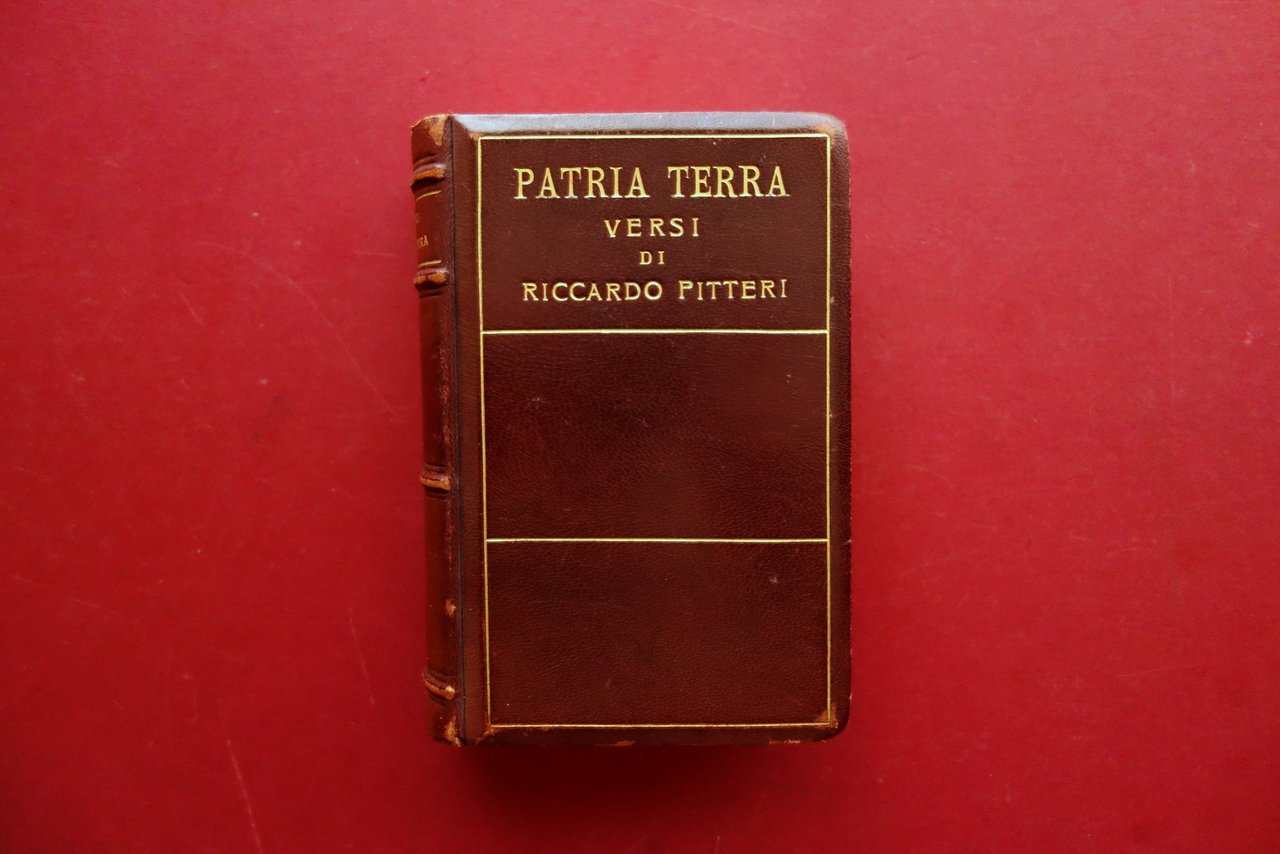 PATRIA TERRA
VERSI
DI
RICCARDO PITTERI